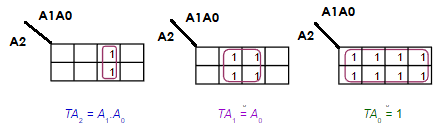 A1A0
A2
1
1
TA2 = A1.A0
A1A0
A2
1 1
1 1
TA1 = A0
A1A0
A2
1 1 1 1
1 1 1 1
TA0 = 1